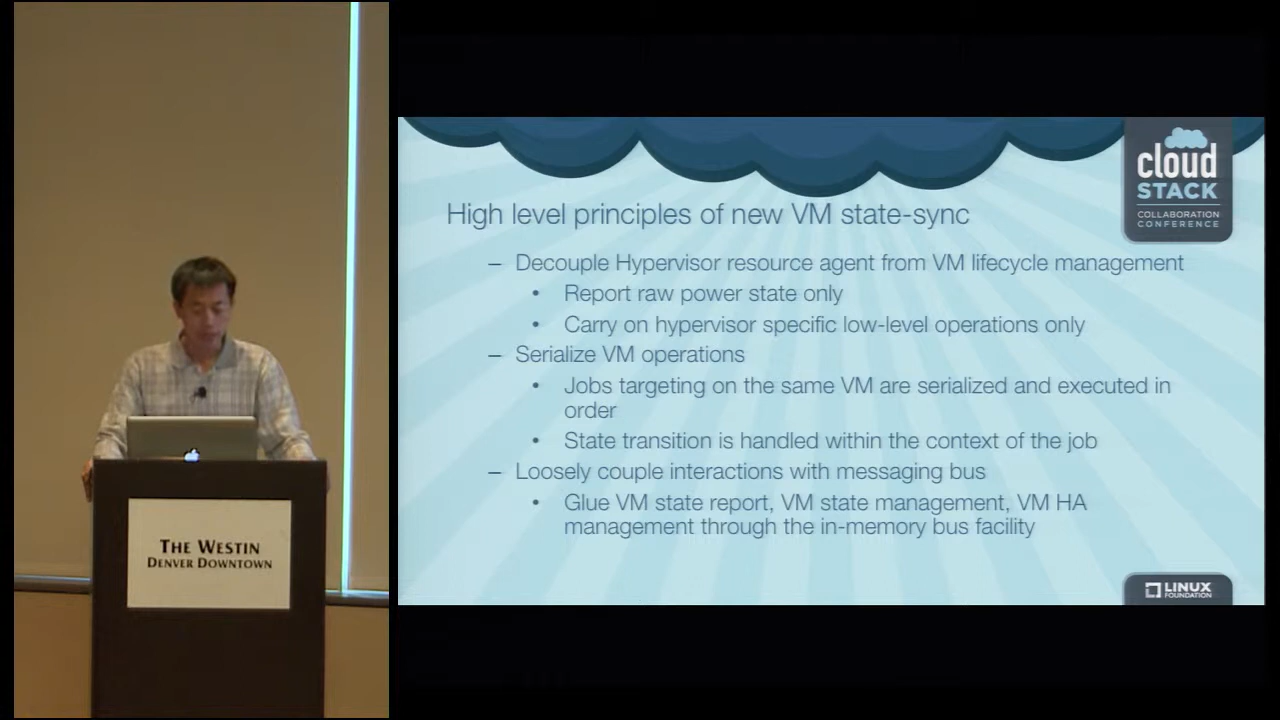 cloud
STACK
COLLABORATION
CONFERENCE
High level principles of new VM state-sync
– Decouple Hypervisor resource agent from VM lifecycle management
• Report raw power state only
• Carry on hypervisor specific low-level operations only
– Serialize VM operations
• Jobs targeting on the same VM are serialized and executed in
order
• State transition is handled within the context of the job
– Loosely couple interactions with messaging bus
• Glue VM state report, VM state management, VM HA
management through the in-memory bus facility
THE WESTIN
DENVER DOWNTOWN
LINUX
FOUNDATION